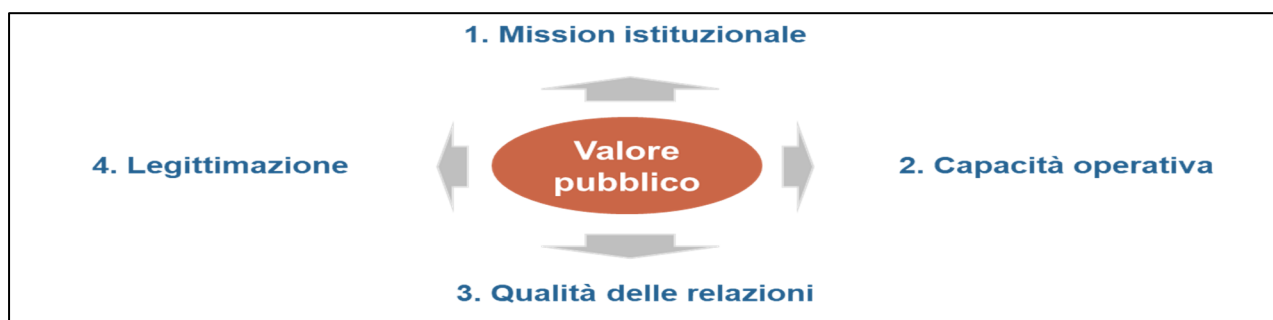 1. Mission istituzionale
4. Legittimazione
Valore
pubblico
2. Capacità operativa
3. Qualità delle relazioni